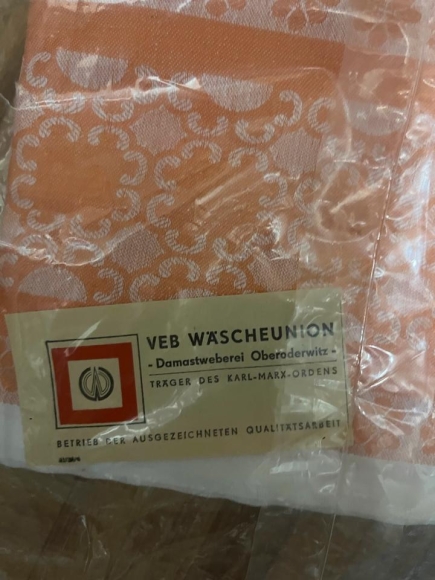 VEB WÄSCHEUNION
- Damastweberei Oberoderwitz -
TRÄGER DES KARL-MARX-ORDENS
BETRIEB DER AUSGEZEICHNETEN QUALITÄTSARBEIT